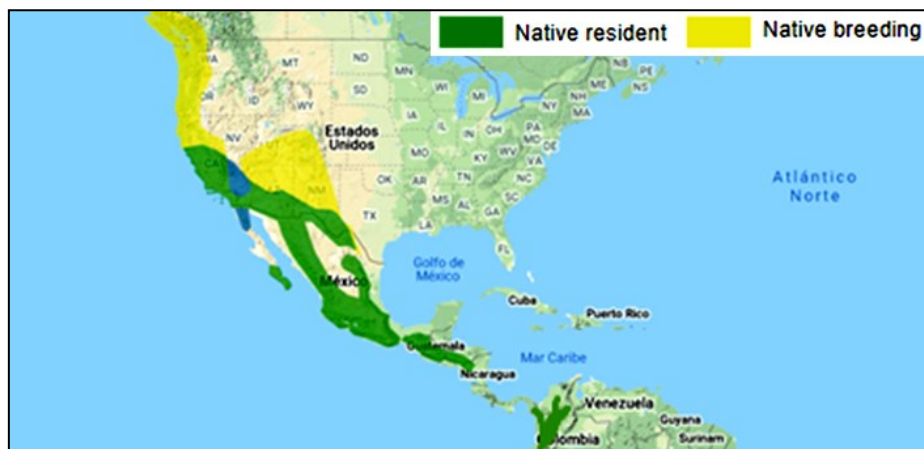 Native resident
Native breeding
WA
MT
ND
MN
NB
PE
OR
ID
SD
WI
MI
ME
NS
WY
NY
NH
IA
MA
NV
UT
Estados
Unidos
IL
IN
OH
PA
MD
DE
CA
MO
KY
WV
VA
OK
AR
TN
NC
NM
MS
AL
SC
GA
TX
LA
FL
Atlántico
Norte
Golfo de
México
México
Cuba
Puerto Rico
Guatemala
Mar Caribe
Nicaragua
Venezuela
Guyana
Colombia
Surinam